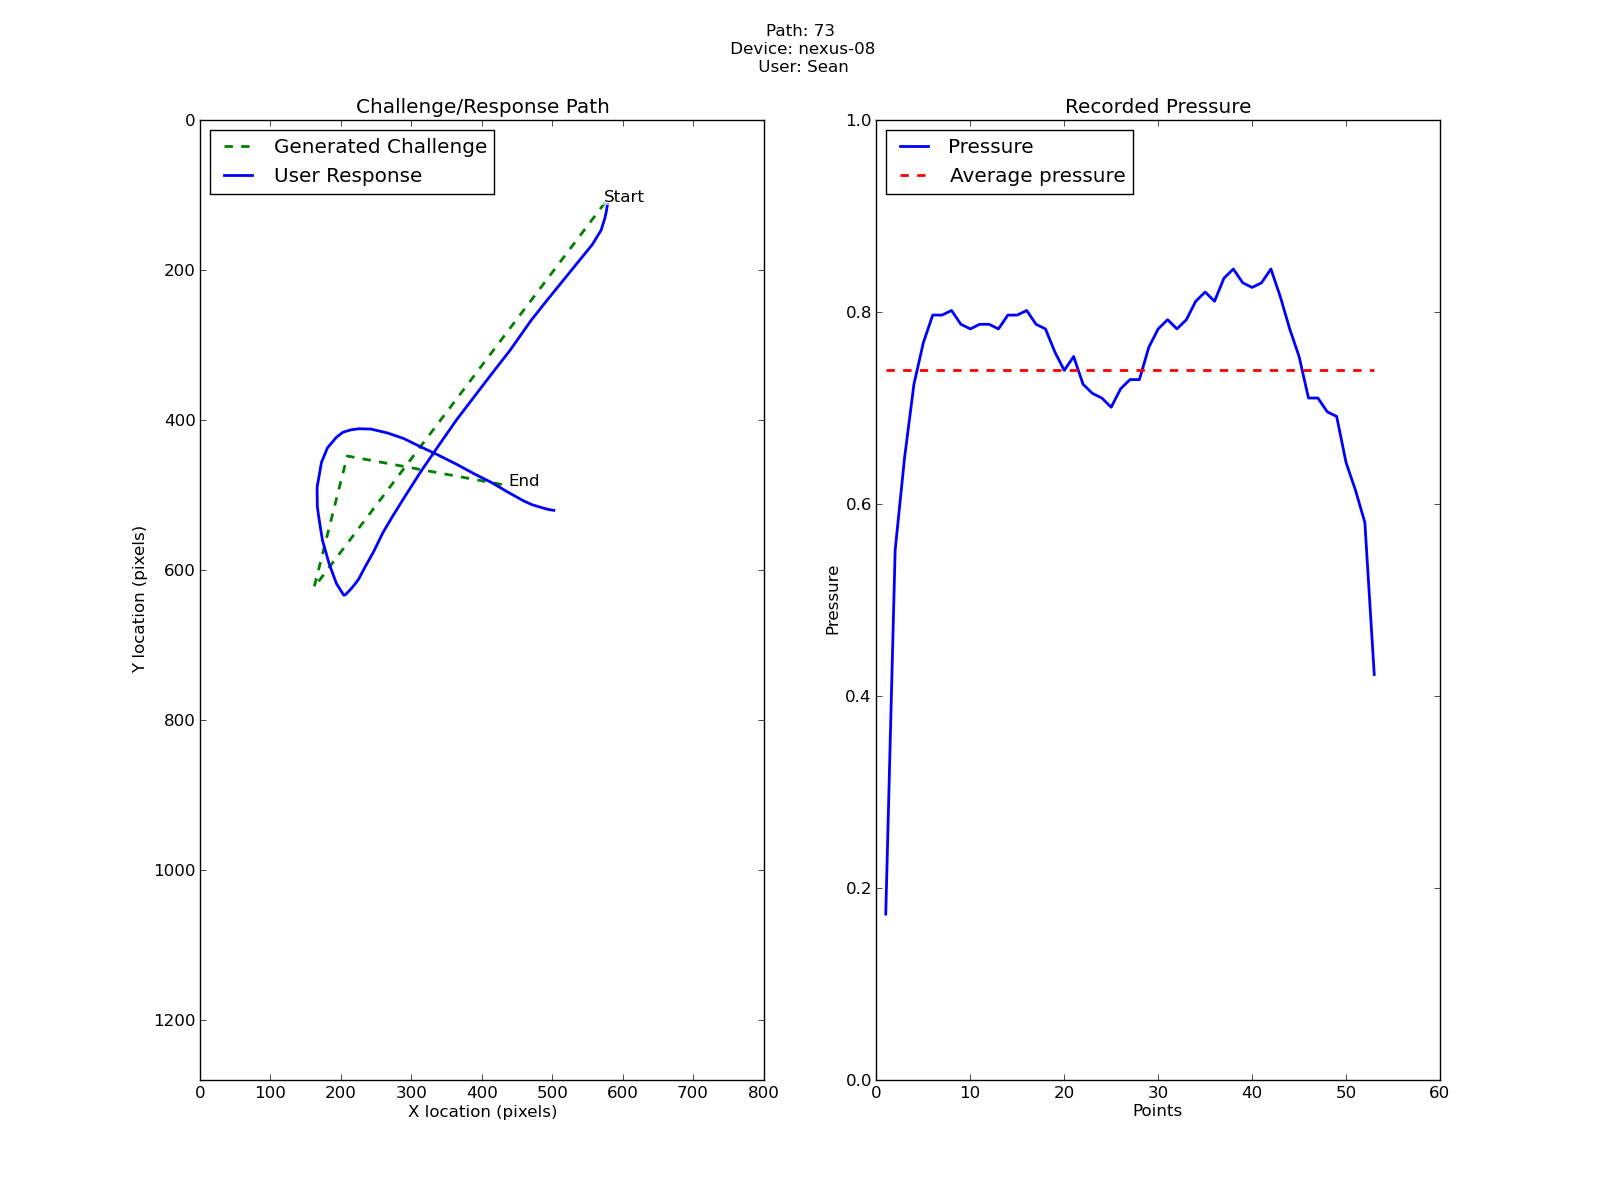 Path: 73
Device: nexus-08
User: Sean
Challenge/Response Path
Generated Challenge
User Response
Start
End
0
200
400
600
800
1000
1200
Y location (pixels)
0 100 200 300 400 500 600 700 800
X location (pixels)
Recorded Pressure
Pressure
Average pressure
1.0
0.8
0.6
0.4
0.2
0.0
Pressure
0 10 20 30 40 50 60
Points